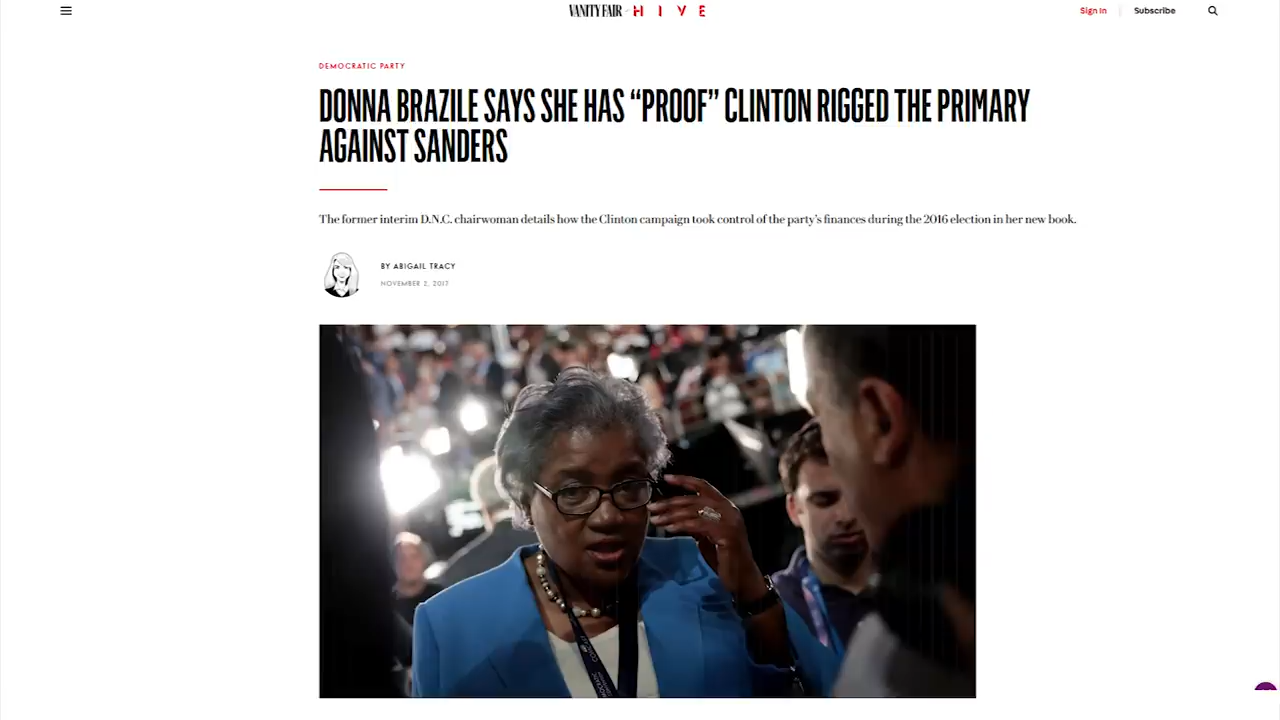 VANITY FAIR HIVE
Sign In
Subscribe
DEMOCRATIC PARTY
DONNA BRAZILE SAYS SHE HAS “PROOF” CLINTON RIGGED THE PRIMARY
AGAINST SANDERS
The former interim D.N.C. chairwoman details how the Clinton campaign took control of the party’s finances during the 2016 election in her new book.
BY ABIGAIL TRACY
NOVEMBER 2, 2017